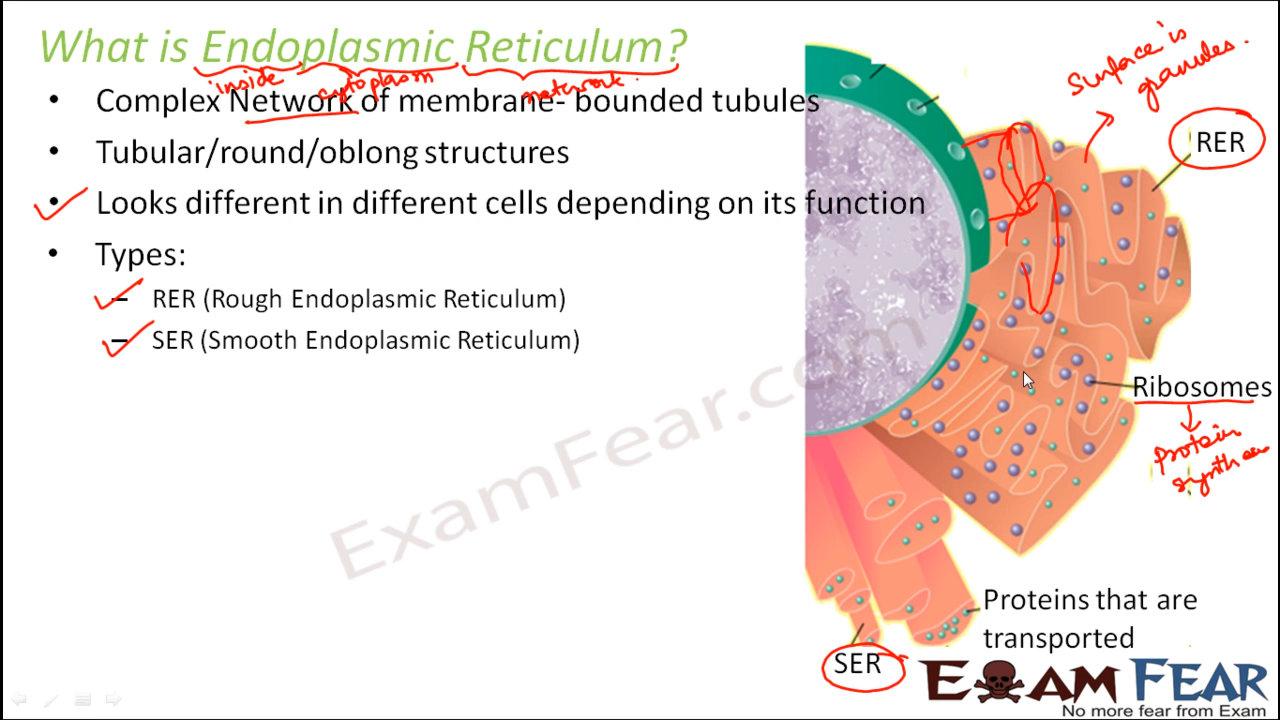 What is Endoplasmic Reticulum?
inside cytoplasm network.
• Complex Network of membrane- bounded tubules
• Tubular/round/oblong structures
• Looks different in different cells depending on its function
• Types:
– RER (Rough Endoplasmic Reticulum)
– SER (Smooth Endoplasmic Reticulum)
Surface is
granules.
RER
Ribosomes
Protein
Proteins that are
transported
SER
ExamFear.com
EXAM FEAR
No more fear from Exam